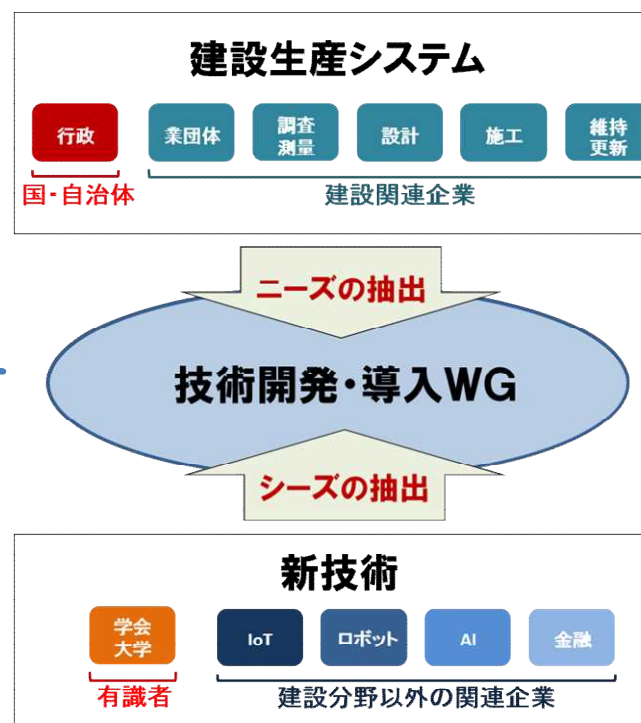 建設生産システム
行政
業団体
調査
測量
設計
施工
維持
更新
国・自治体
建設関連企業
ニーズの抽出
技術開発・導入WG
シーズの抽出
新技術
学会
大学
IoT
ロボット
AI
金融
有識者
建設分野以外の関連企業